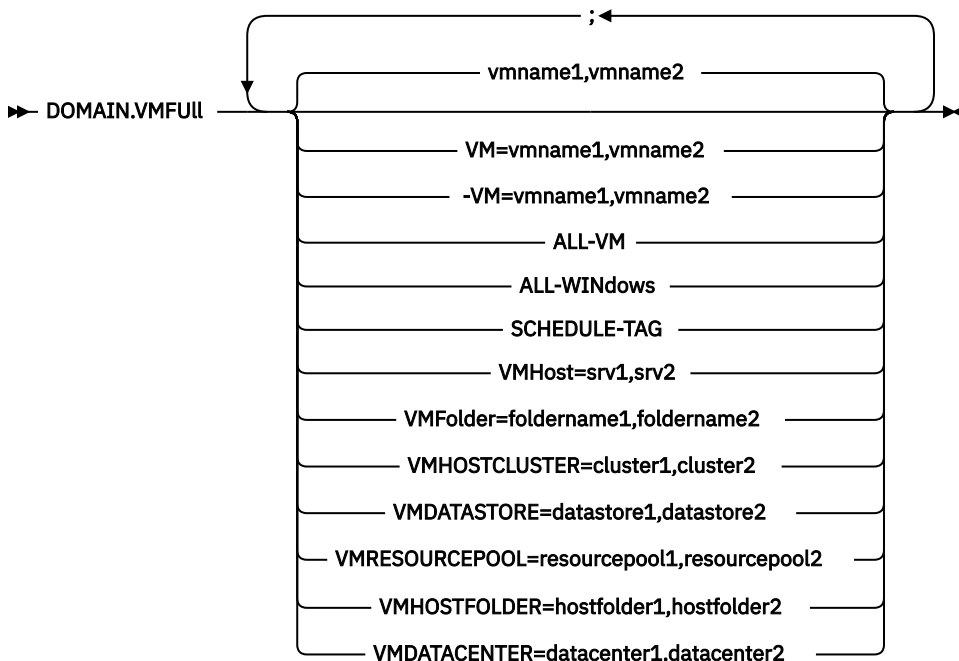 ;
vmname1,vmname2
DOMAIN.VMFUll
VM=vmname1,vmname2
-VM=vmname1,vmname2
ALL-VM
ALL-WINdows
SCHEDULE-TAG
VMHost=srv1,srv2
VMFolder=foldername1,foldername2
VMHOSTCLUSTER=cluster1,cluster2
VMDATASTORE=datastore1,datastore2
VMRESOURCEPOOL=resourcepool1,resourcepool2
VMHOSTFOLDER=hostfolder1,hostfolder2
VMDATACENTER=datacenter1,datacenter2